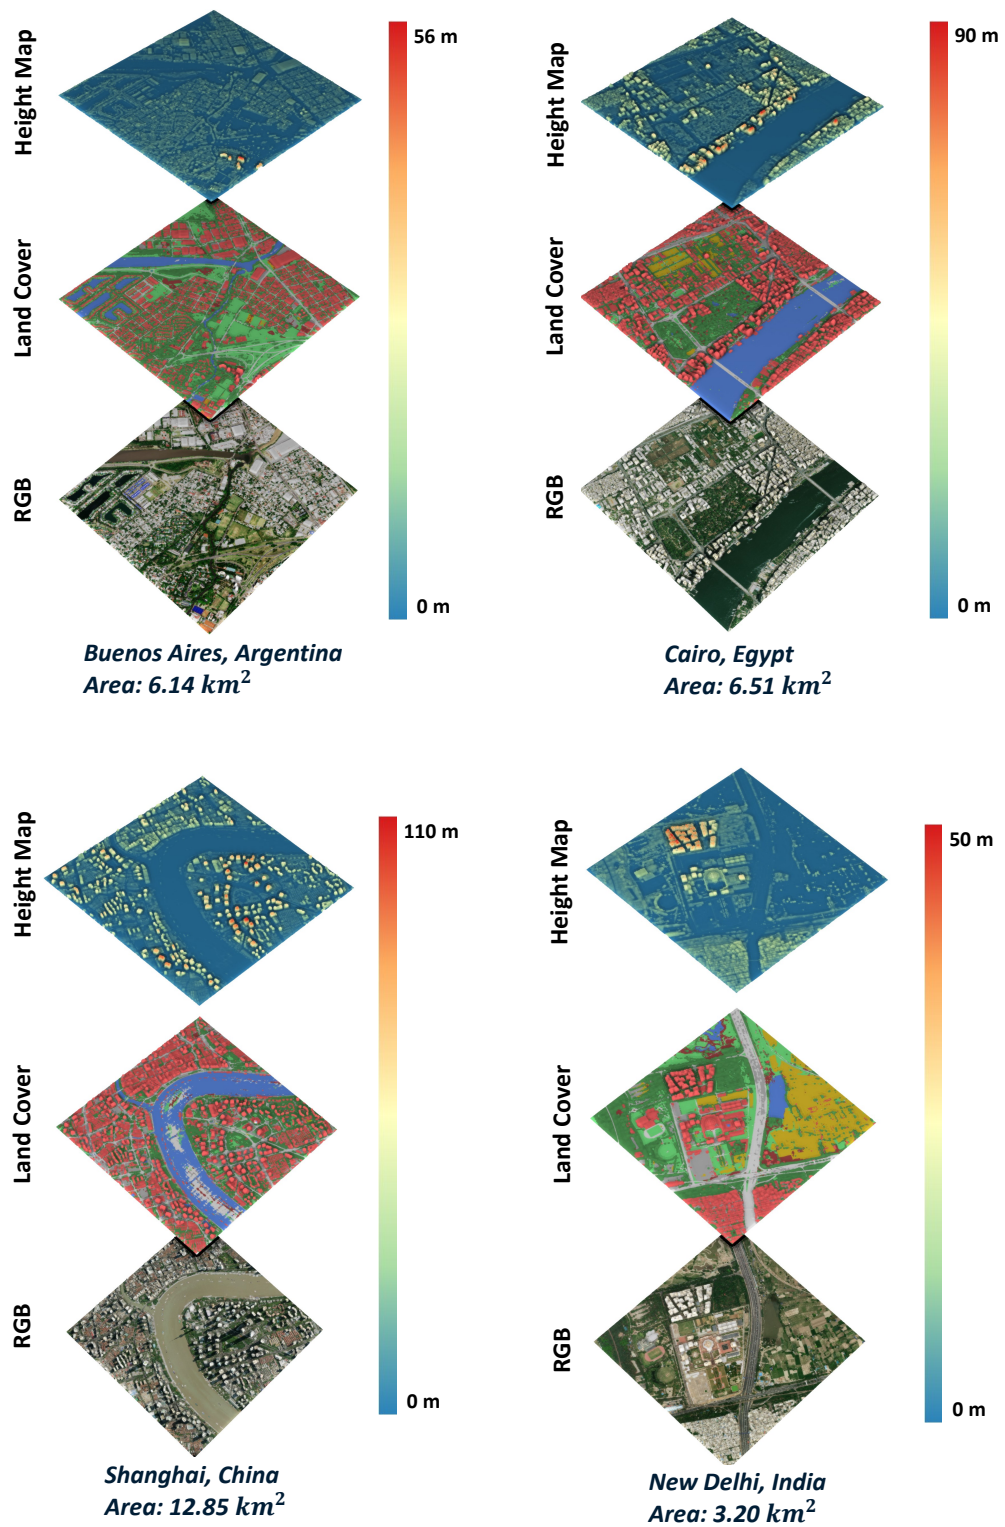 Height Map
Land Cover
RGB
56 m
0 m
Buenos Aires, Argentina
Area: 6.14 km²
Height Map
Land Cover
RGB
90 m
0 m
Cairo, Egypt
Area: 6.51 km²
Height Map
Land Cover
RGB
110 m
0 m
Shanghai, China
Area: 12.85 km²
Height Map
Land Cover
RGB
50 m
0 m
New Delhi, India
Area: 3.20 km²